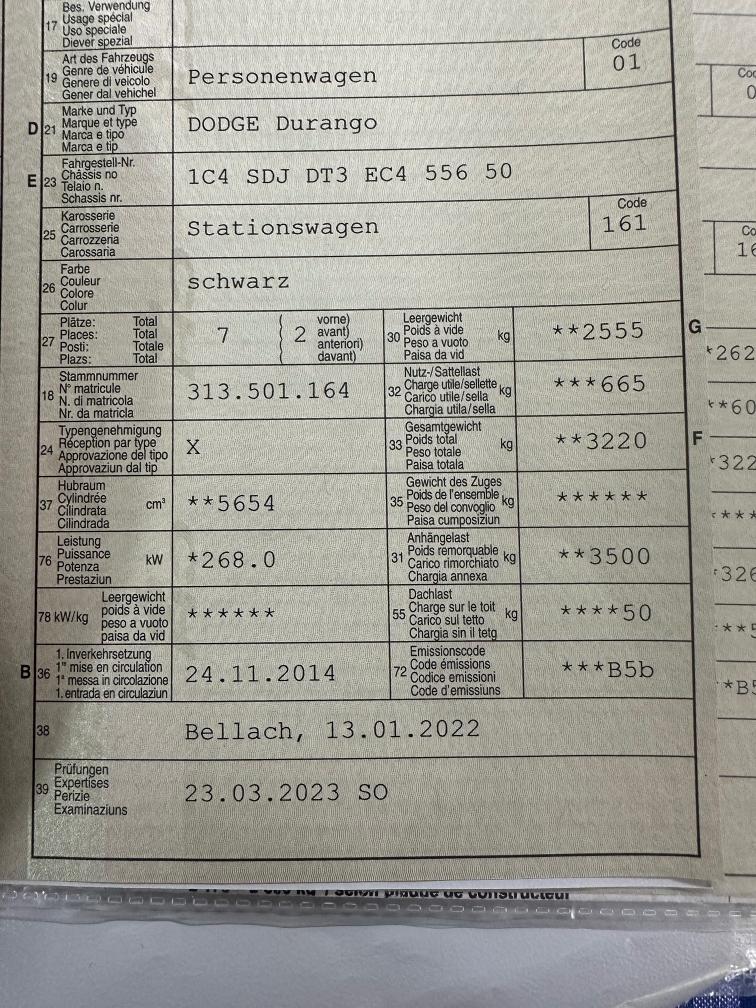 Bes. Verwendung
17 Usage spécial
Uso speciale
Diever spezial
Art des Fahrzeugs
19 Genre de véhicule
Genere di veicolo
Gener dal vehichel
Personenwagen
Code
01
D 21 Marke und Typ
Marque et type
Marca e tipo
Marca e tip
DODGE Durango
E 23 Fahrgestell-Nr.
Châssis no
Telaio n.
Schassis nr.
1C4 SDJ DT3 EC4 556 50
25 Karosserie
Carrosserie
Carrozzeria
Carossaria
Stationswagen
Code
161
26 Farbe
Couleur
Colore
Colur
schwarz
27 Plätze: Total
Places: Total
Posti: Totale
Plazs: Total
7 ( 2 vorne)
avant)
anteriori)
davant)
30 Leergewicht
Poids à vide kg
Peso a vuoto
Paisa da vid
**2555
G
18 Stammnummer
N° matricule
N. di matricola
Nr. da matricla
313.501.164
32 Nutz-/Sattellast
Charge utile/sellette kg
Carico utile/sella
Chargia utila/sella
***665
24 Typengenehmigung
Réception par type
Approvazione del tipo
Approvaziun dal tip
X
33 Gesamtgewicht
Poids total kg
Peso totale
Paisa totala
**3220
F
37 Hubraum
Cylindrée cm³
Cilindrata
Cilindrada
**5654
35 Gewicht des Zuges
Poids de l'ensemble kg
Peso del convoglio
Paisa cumposiziun
******
76 Leistung
Puissance kW
Potenza
Prestaziun
*268.0
31 Anhängelast
Poids remorquable kg
Carico rimorchiato
Chargia annexa
**3500
78 kW/kg Leergewicht
poids à vide
peso a vuoto
paisa da vid
******
55 Dachlast
Charge sur le toit kg
Carico sul tetto
Chargia sin il tetg
****50
B 36 1. Inverkehrsetzung
1re mise en circulation
1a messa in circolazione
1. entrada en circulaziun
24.11.2014
72 Emissionscode
Code émissions
Codice emissioni
Code d'emissiuns
***B5b
38
Bellach, 13.01.2022
39 Prüfungen
Expertises
Perizie
Examinaziuns
23.03.2023 SO
selon plaque de constructeur